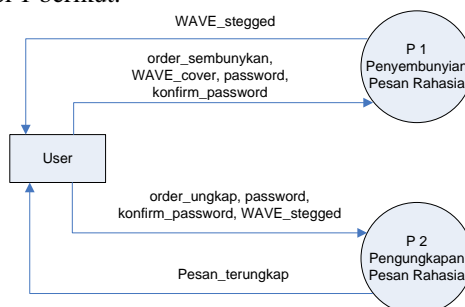 WAVE_stegged
P 1
Penyembunyian
Pesan Rahasia
order_sembunykan,
WAVE_cover, password,
konfirm_password
User
order_ungkap, password,
konfirm_password, WAVE_stegged
P 2
Pengungkapan
Pesan Rahasia
Pesan_terungkap